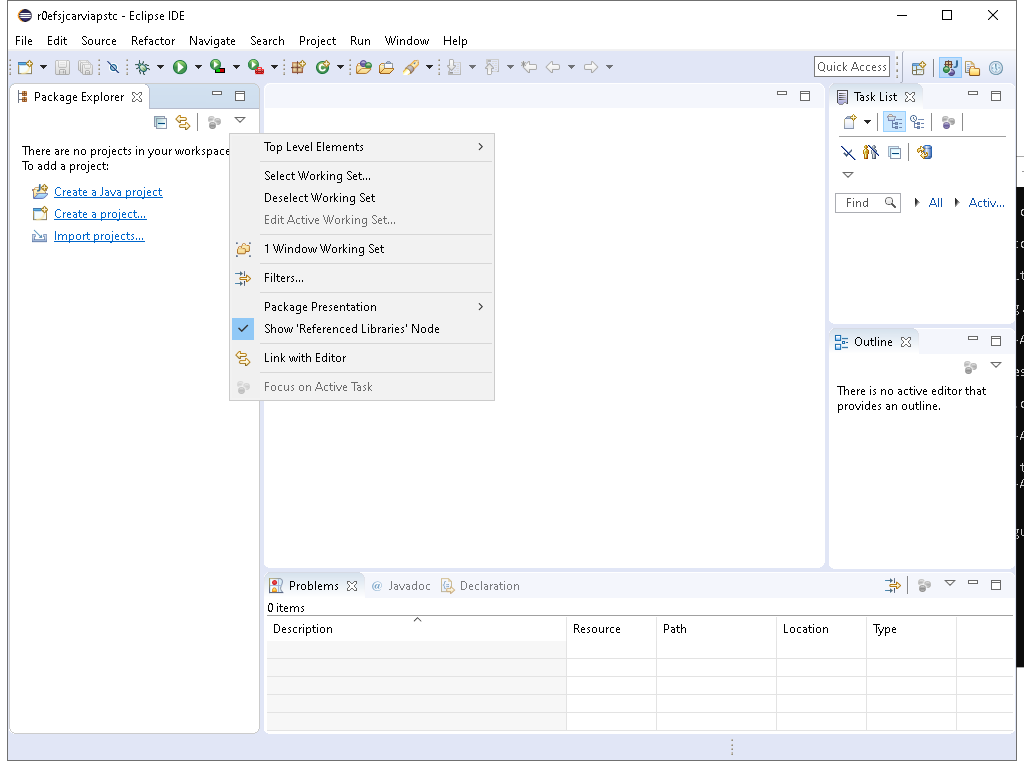 r0efsjcarviapstc - Eclipse IDE
File Edit Source Refactor Navigate Search Project Run Window Help
Quick Access
Package Explorer
There are no projects in your workspace
To add a project:
Create a Java project
Create a project...
Import projects...
Top Level Elements
Select Working Set...
Deselect Working Set
Edit Active Working Set...
1 Window Working Set
Filters...
Package Presentation
Show 'Referenced Libraries' Node
Link with Editor
Focus on Active Task
Task List
Find All Activ...
Outline
There is no active editor that
provides an outline.
Problems @ Javadoc Declaration
0 items
Description Resource Path Location Type